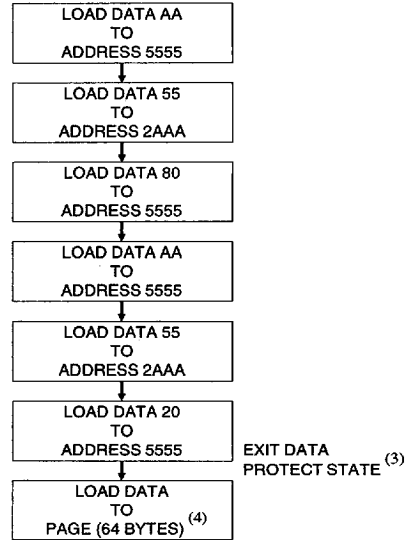 LOAD DATA AA
TO
ADDRESS 5555
LOAD DATA 55
TO
ADDRESS 2AAA
LOAD DATA 80
TO
ADDRESS 5555
LOAD DATA AA
TO
ADDRESS 5555
LOAD DATA 55
TO
ADDRESS 2AAA
LOAD DATA 20
TO
ADDRESS 5555
EXIT DATA
PROTECT STATE (3)
LOAD DATA
TO
PAGE (64 BYTES) (4)